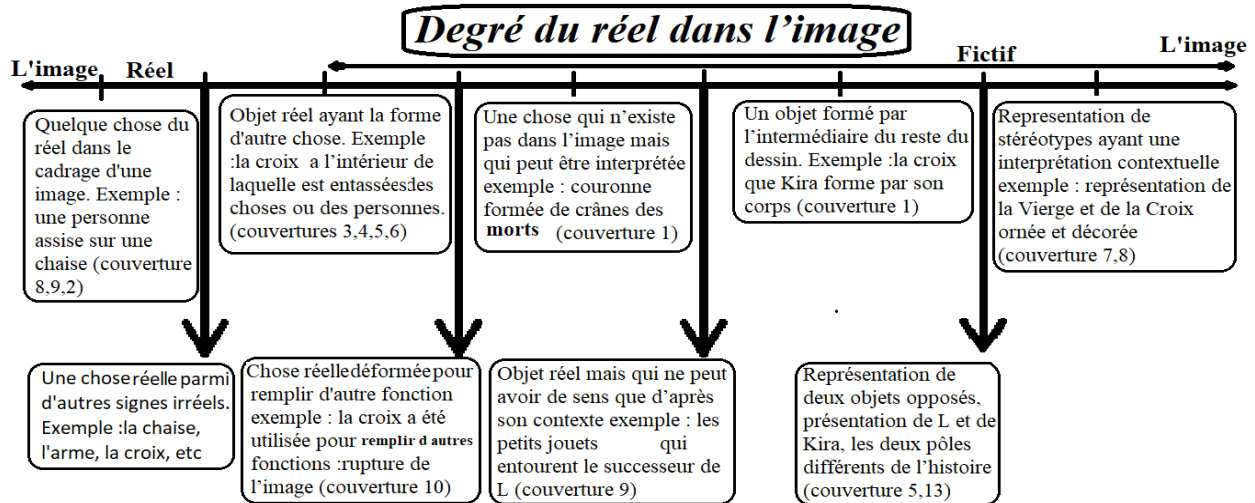 Degré du réel dans l’image
L'image
Réel
Fictif
L'image
Quelque chose du
réel dans le
cadrage d'une
image. Exemple :
une personne
assise sur une
chaise (couverture
8,9,2)
Objet réel ayant la forme
d'autre chose. Exemple
:la croix a l’intérieur de
laquelle est entasséesdes
choses ou des personnes.
(couvertures 3,4,5,6)
Une chose qui n’existe
pas dans l’image mais
qui peut être interprétée
exemple : couronne
formée de crânes des
morts (couverture 1)
Un objet formé par
l’intermédiaire du reste du
dessin. Exemple :la croix
que Kira forme par son
corps (couverture 1)
Representation de
stéréotypes ayant une
interprétation contextuelle
exemple : représentation de
la Vierge et de la Croix
ornée et décorée
(couverture 7,8)
Une chose réelle parmi
d'autres signes irréels.
Exemple :la chaise,
l'arme, la croix, etc
Chose réelle déformée pour
remplir d'autre fonction
exemple : la croix a été
utilisée pour remplir d autres
fonctions :rupture de
l’image (couverture 10)
Objet réel mais qui ne peut
avoir de sens que d’après
son contexte exemple : les
petits jouets qui
entourent le successeur de
L (couverture 9)
Représentation de
deux objets opposés,
présentation de L et de
Kira, les deux pôles
différents de l’histoire
(couverture 5,13)